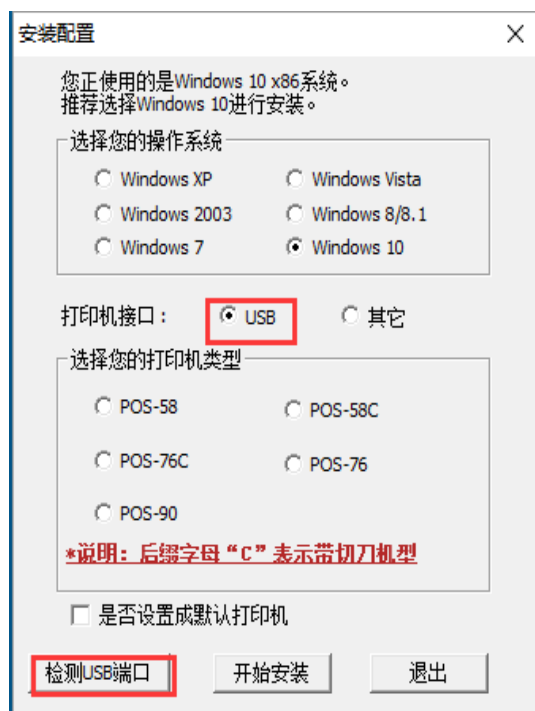 安装配置
您正使用的是Windows 10 x86系统。
推荐选择Windows 10进行安装。
选择您的操作系统
Windows XP Windows Vista
Windows 2003 Windows 8/8.1
Windows 7 Windows 10
打印机接口： USB 其它
选择您的打印机类型
POS-58 POS-58C
POS-76C POS-76
POS-90
*说明：后缀字母“C”表示带切刀机型
是否设置成默认打印机
检测USB端口 开始安装 退出